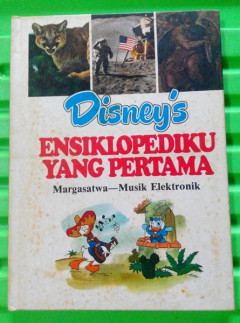 Disney's
ENSIKLOPEDIKU
YANG PERTAMA
Margasatwa—Musik Elektronik